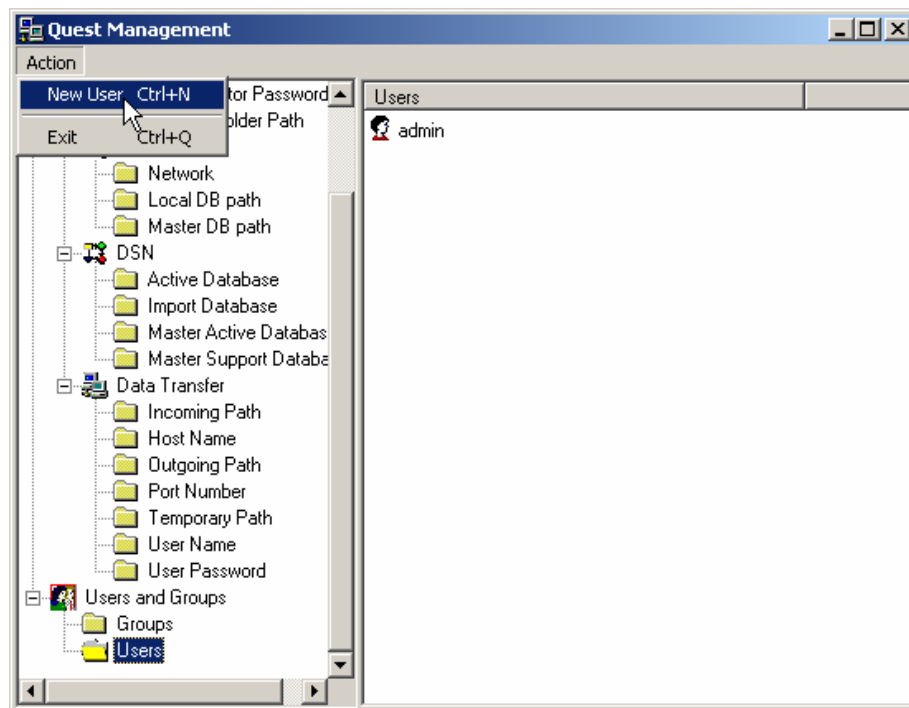 Quest Management
Action
New User Ctrl+N
Exit Ctrl+Q
tor Password
older Path
Network
Local DB path
Master DB path
DSN
Active Database
Import Database
Master Active Databas
Master Support Databa
Data Transfer
Incoming Path
Host Name
Outgoing Path
Port Number
Temporary Path
User Name
User Password
Users and Groups
Groups
Users
Users
admin